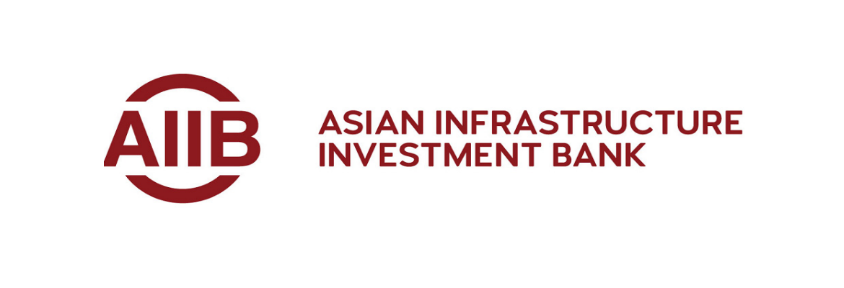 AIIB
ASIAN INFRASTRUCTURE
INVESTMENT BANK